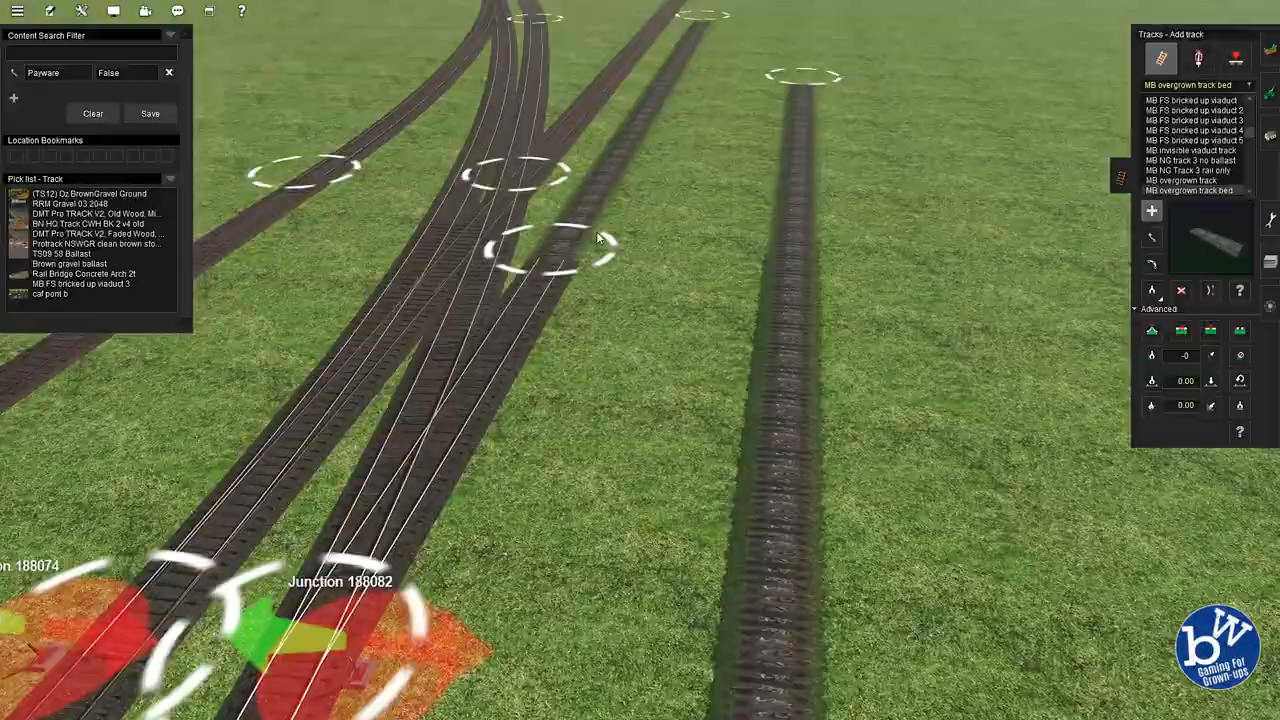 Content Search Filter
Payware False
Clear Save
Location Bookmarks
Pick list - Track
(TS12) Oz BrownGravel Ground
RRM Gravel 03 2048
DMT Pro TRACK V2, Old Wood, Mi...
BN HQ Track CWH BK 2 v4 old
DMT Pro TRACK V2, Faded Wood, ...
Protrack NSWGR clean brown sto...
TS09 58 Ballast
Brown gravel ballast
Rail Bridge Concrete Arch 2t
MB FS bricked up viaduct 3
caf pont b
Tracks - Add track
MB overgrown track bed
MB FS bricked up viaduct
MB FS bricked up viaduct 2
MB FS bricked up viaduct 3
MB FS bricked up viaduct 4
MB FS bricked up viaduct 5
MB invisible viaduct track
MB NG track 3 no ballast
MB NG Track 3 rail only
MB overgrown track
MB overgrown track bed
Advanced
-0
0.00
0.00
on 188074
Junction 188082
bW
Gaming For
Grown-ups